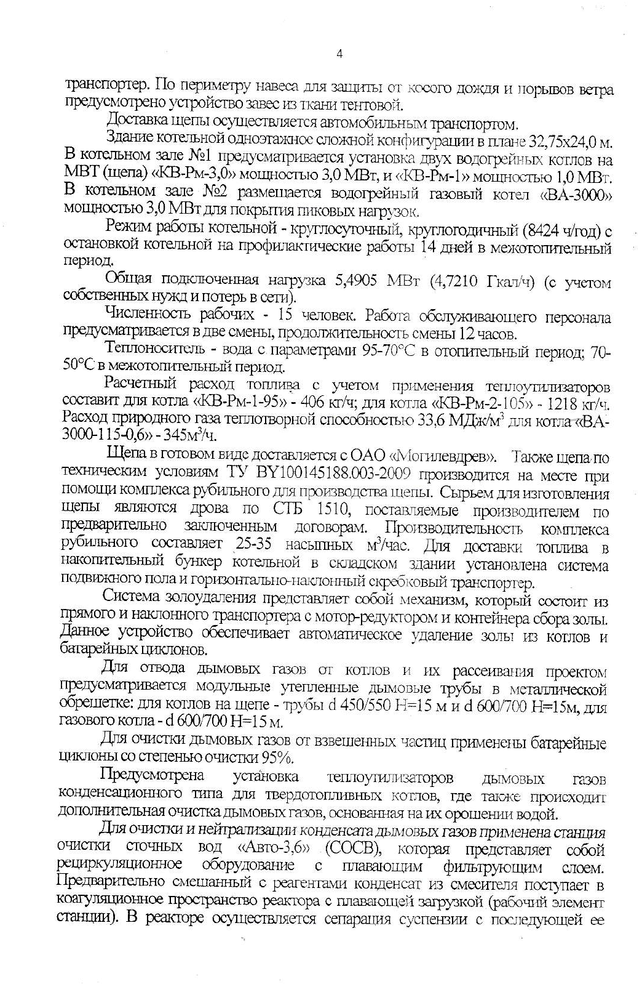 4
транспортер. По периметру навеса для защиты от косого дождя и порывов ветра
предусмотрено устройство завес из ткани тентовой.
Доставка щепы осуществляется автомобильным транспортом.
Здание котельной одноэтажное сложной конфигурации в плане 32,75х24,0 м.
В котельном зале №1 предусматривается установка двух водогрейных котлов на
МВТ (щепа) «КВ-Рм-3,0» мощностью 3,0 МВт, и «КВ-Рм-1» мощностью 1,0 МВт.
В котельном зале №2 размещается водогрейный газовый котел «ВА-3000»
мощностью 3,0 МВт для покрытия пиковых нагрузок.
Режим работы котельной - круглосуточный, круглогодичный (8424 ч/год) с
остановкой котельной на профилактические работы 14 дней в межотопительный
период.
Общая подключенная нагрузка 5,4905 МВт (4,7210 Гкал/ч) (с учетом
собственных нужд и потерь в сети).
Численность рабочих - 15 человек. Работа обслуживающего персонала
предусматривается в две смены, продолжительность смены 12 часов.
Теплоноситель - вода с параметрами 95-70°С в отопительный период; 70-
50°С в межотопительный период.
Расчетный расход топлива с учетом применения теплоутилизаторов
составит для котла «КВ-Рм-1-95» - 406 кг/ч; для котла «КВ-Рм-2-105» - 1218 кг/ч.
Расход природного газа теплотворной способностью 33,6 МДж/м³ для котла «ВА-
3000-115-0,6» - 345м³/ч.
Щепа в готовом виде доставляется с ОАО «Могилевдрев». Также щепа по
техническим условиям ТУ BY100145188.003-2009 производится на месте при
помощи комплекса рубильного для производства щепы. Сырьем для изготовления
щепы являются дрова по СТБ 1510, поставляемые производителем по
предварительно заключенным договорам. Производительность комплекса
рубильного составляет 25-35 насыпных м³/час. Для доставки топлива в
накопительный бункер котельной в складском здании установлена система
подвижного пола и горизонтально-наклонный скребковый транспортер.
Система золоудаления представляет собой механизм, который состоит из
прямого и наклонного транспортера с мотор-редуктором и контейнера сбора золы.
Данное устройство обеспечивает автоматическое удаление золы из котлов и
батарейных циклонов.
Для отвода дымовых газов от котлов и их рассеивания проектом
предусматривается модульные утепленные дымовые трубы в металлической
обрешетке: для котлов на щепе - трубы d 450/550 Н=15 м и d 600/700 Н=15м, для
газового котла - d 600/700 Н=15 м.
Для очистки дымовых газов от взвешенных частиц применены батарейные
циклоны со степенью очистки 95%.
Предусмотрена установка теплоутилизаторов дымовых газов
конденсационного типа для твердотопливных котлов, где также происходит
дополнительная очистка дымовых газов, основанная на их орошении водой.
Для очистки и нейтрализации конденсата дымовых газов применена станция
очистки сточных вод «Авто-3,6» (СОСВ), которая представляет собой
рециркуляционное оборудование с плавающим фильтрующим слоем.
Предварительно смешанный с реагентами конденсат из смесителя поступает в
коагуляционное пространство реактора с плавающей загрузкой (рабочий элемент
станции). В реакторе осуществляется сепарация суспензии с последующей ее